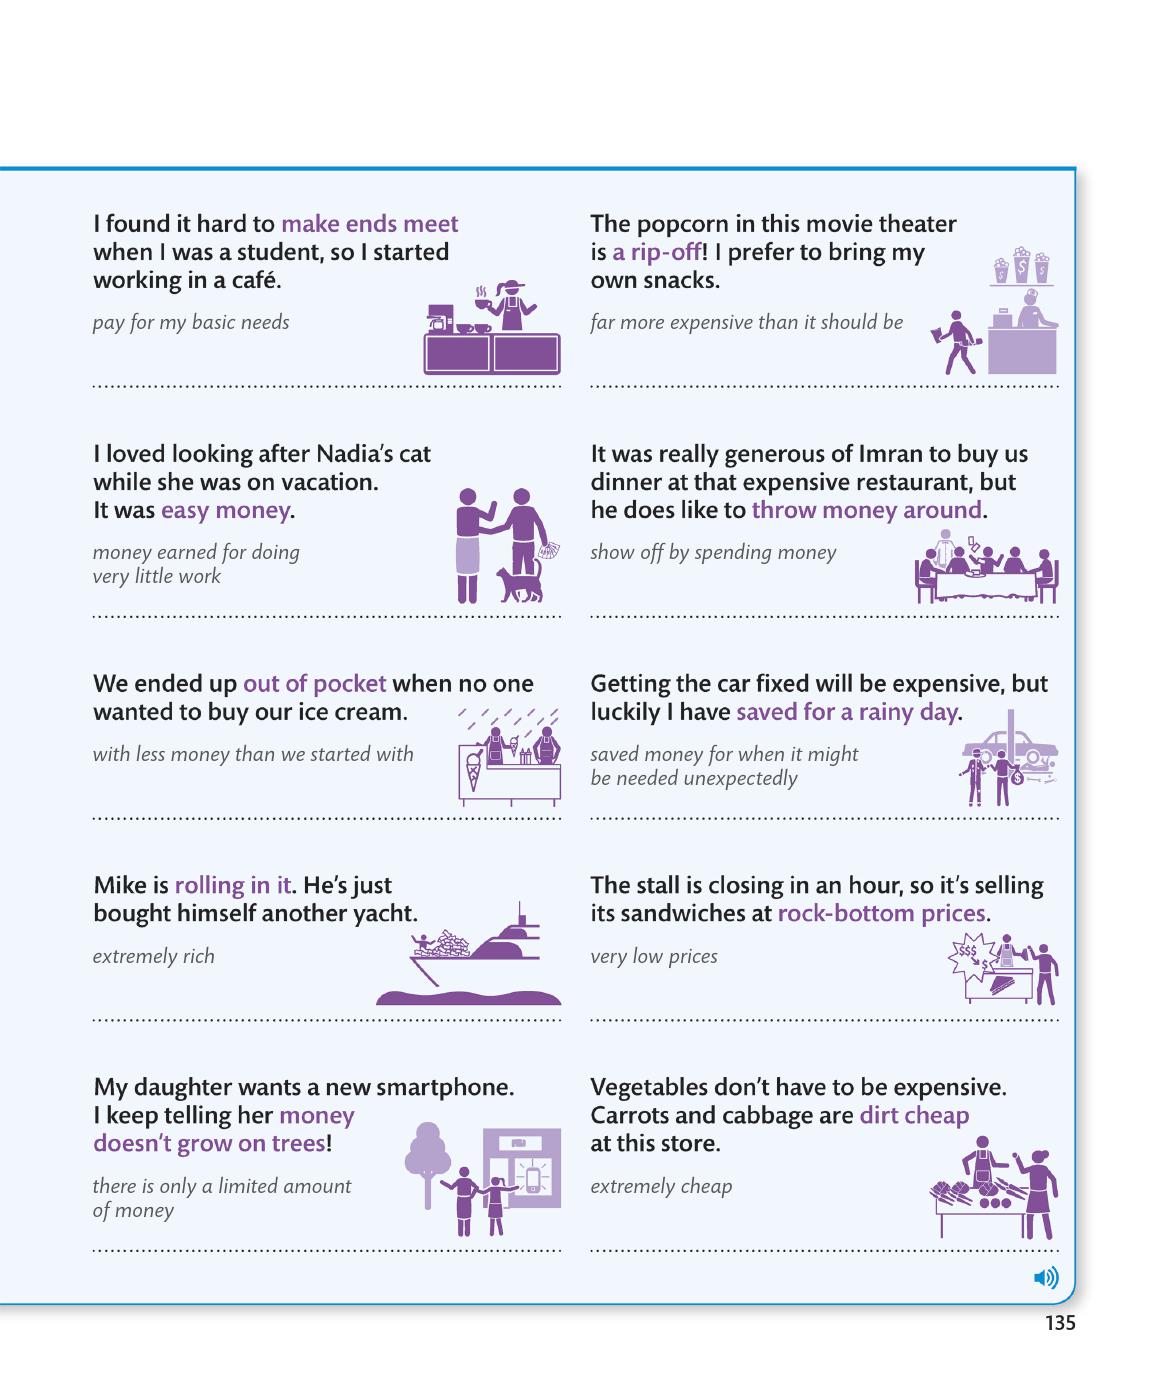 I found it hard to make ends meet
when I was a student, so I started
working in a café.
pay for my basic needs
The popcorn in this movie theater
is a rip-off! I prefer to bring my
own snacks.
far more expensive than it should be
I loved looking after Nadia's cat
while she was on vacation.
It was easy money.
money earned for doing
very little work
It was really generous of Imran to buy us
dinner at that expensive restaurant, but
he does like to throw money around.
show off by spending money
We ended up out of pocket when no one
wanted to buy our ice cream.
with less money than we started with
Getting the car fixed will be expensive, but
luckily I have saved for a rainy day.
saved money for when it might
be needed unexpectedly
Mike is rolling in it. He's just
bought himself another yacht.
extremely rich
The stall is closing in an hour, so it's selling
its sandwiches at rock-bottom prices.
very low prices
$$$
$
My daughter wants a new smartphone.
I keep telling her money
doesn't grow on trees!
there is only a limited amount
of money
Vegetables don't have to be expensive.
Carrots and cabbage are dirt cheap
at this store.
extremely cheap
135